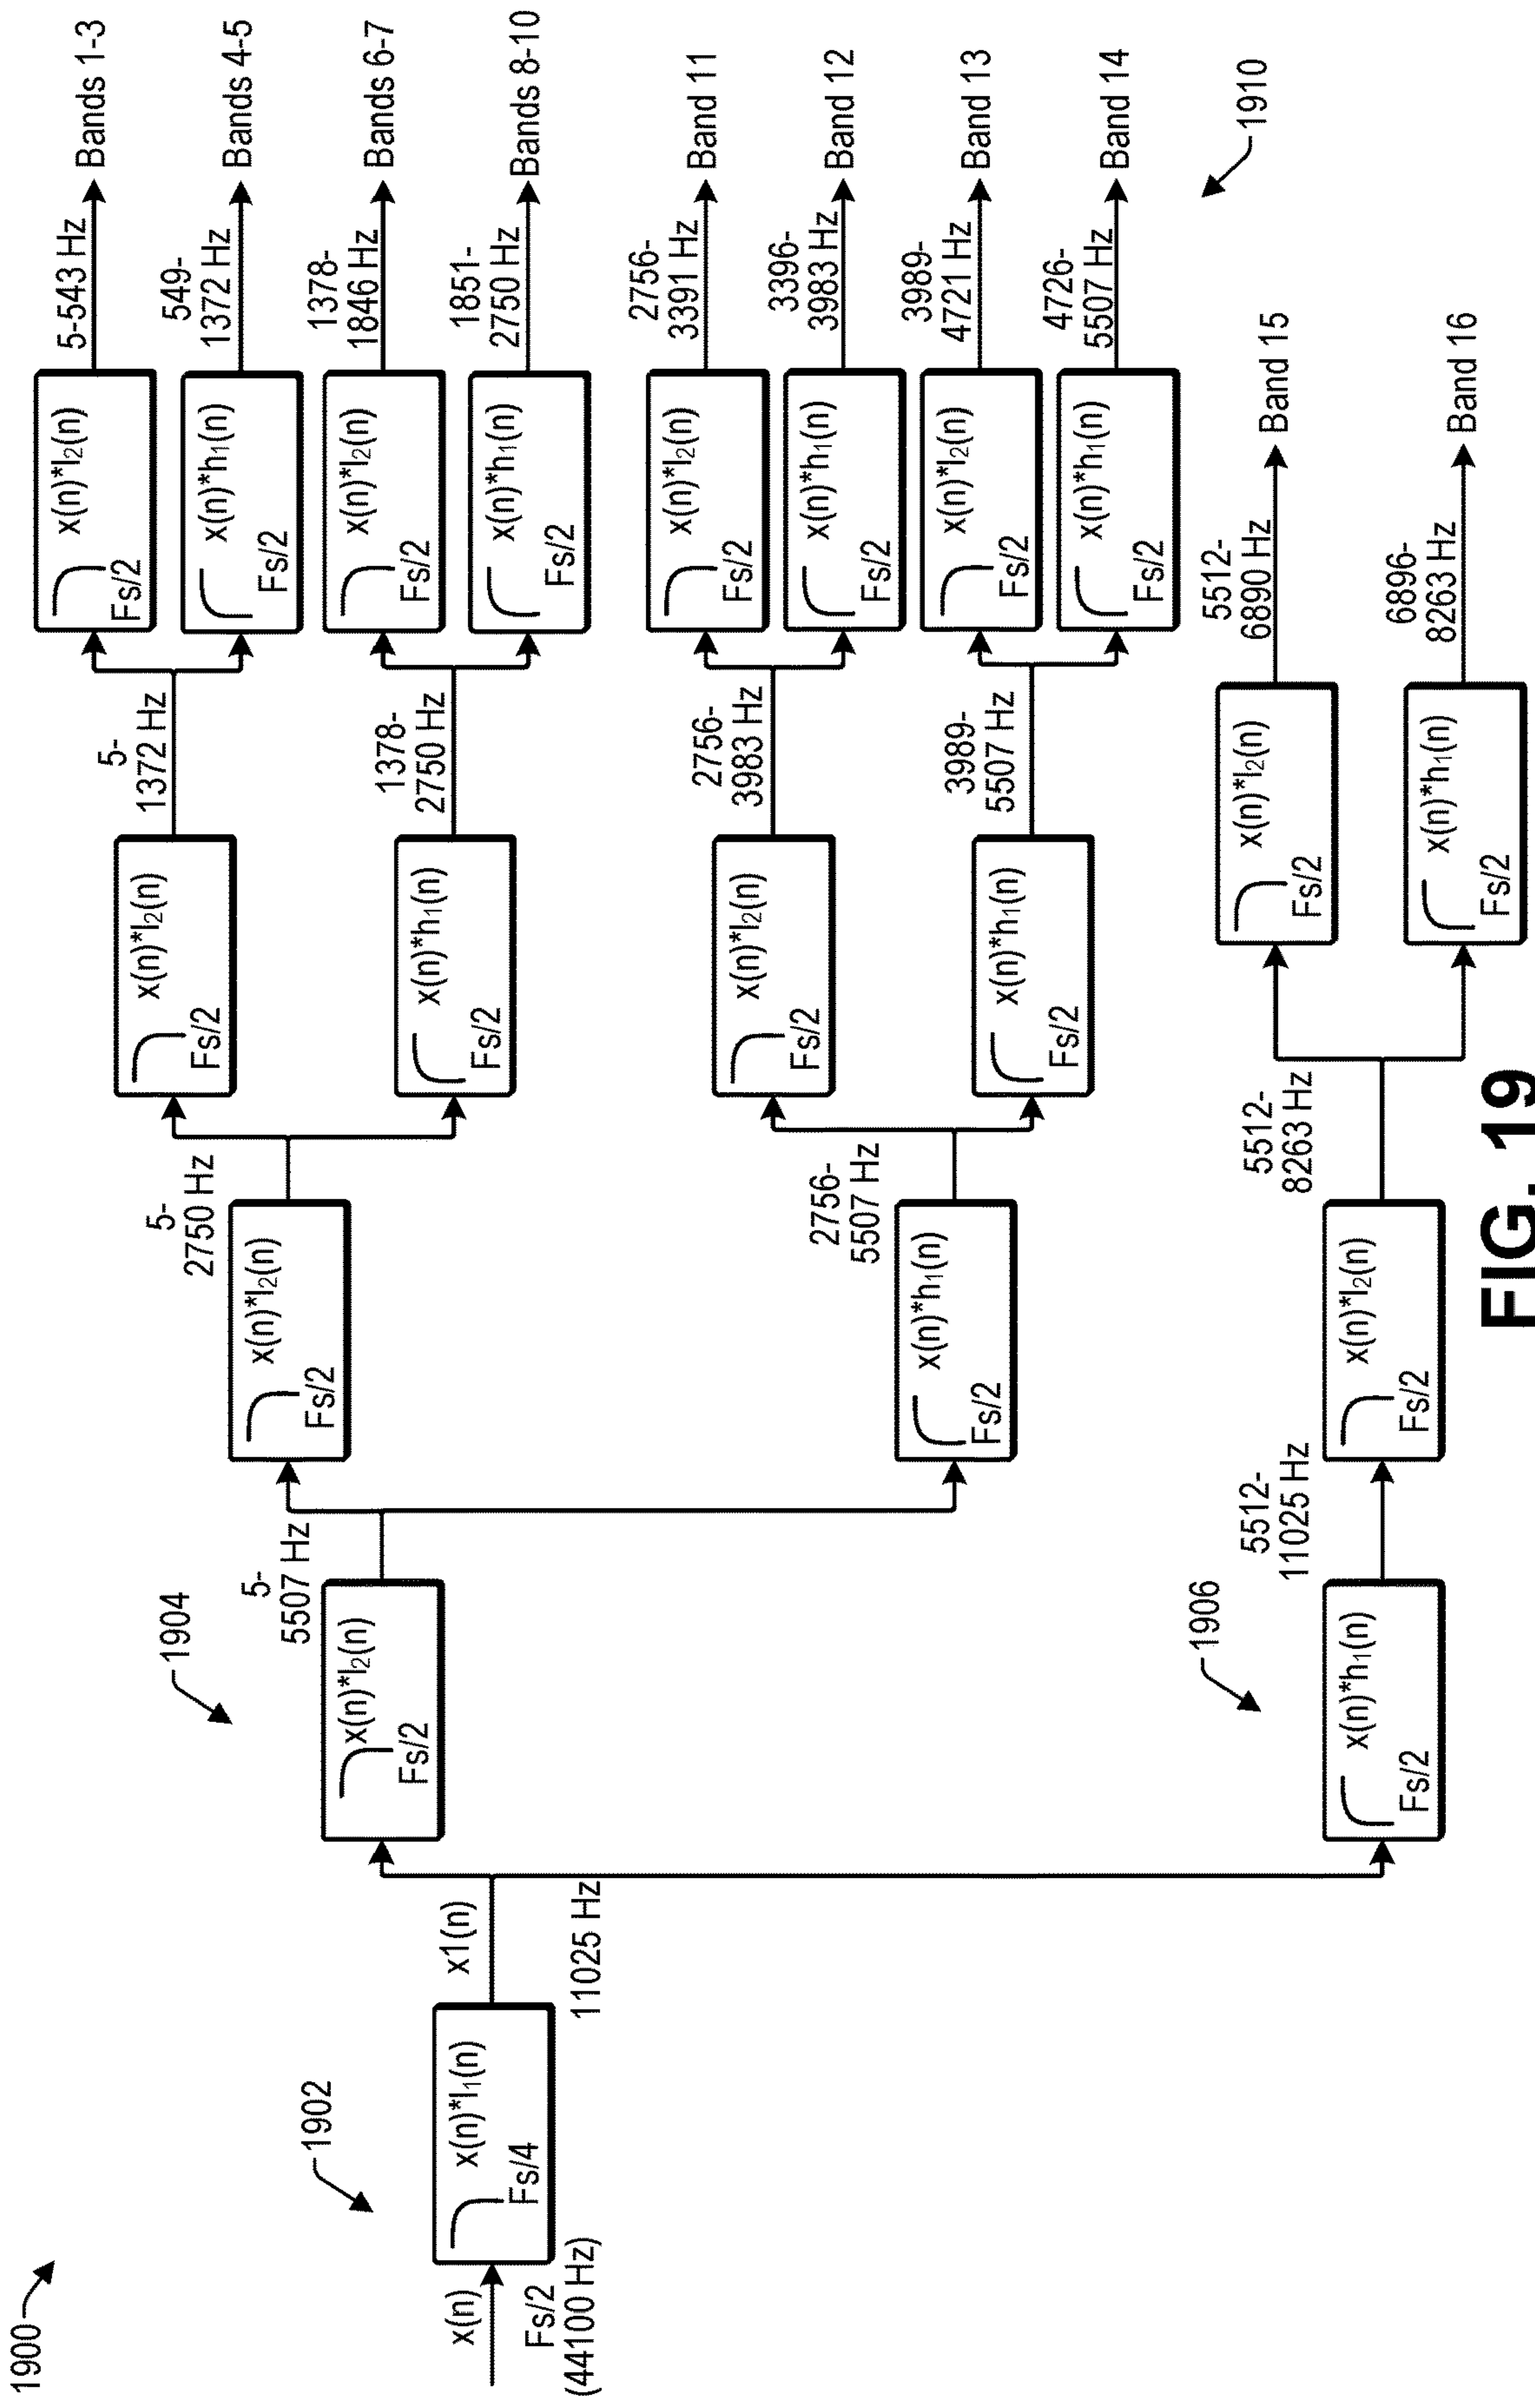 1900
x(n)
Fs/2
(44100 Hz)
1902
x(n)*l₁(n)
Fs/4
x1(n)
11025 Hz
1904
x(n)*l₂(n)
Fs/2
5-
5507 Hz
1906
x(n)*h₁(n)
Fs/2
5512-
11025 Hz
x(n)*l₂(n)
Fs/2
5-
2750 Hz
x(n)*h₁(n)
Fs/2
2756-
5507 Hz
x(n)*l₂(n)
Fs/2
5512-
8263 Hz
x(n)*l₂(n)
Fs/2
5-
1372 Hz
x(n)*h₁(n)
Fs/2
1378-
2750 Hz
x(n)*l₂(n)
Fs/2
2756-
3983 Hz
x(n)*h₁(n)
Fs/2
3989-
5507 Hz
x(n)*l₂(n)
Fs/2
5512-
6890 Hz
Band 15
x(n)*h₁(n)
Fs/2
6896-
8263 Hz
Band 16
x(n)*l₂(n)
Fs/2
5-543 Hz
Bands 1-3
x(n)*h₁(n)
Fs/2
549-
1372 Hz
Bands 4-5
x(n)*l₂(n)
Fs/2
1378-
1846 Hz
Bands 6-7
x(n)*h₁(n)
Fs/2
1851-
2750 Hz
Bands 8-10
x(n)*l₂(n)
Fs/2
2756-
3391 Hz
Band 11
x(n)*h₁(n)
Fs/2
3396-
3983 Hz
Band 12
x(n)*l₂(n)
Fs/2
3989-
4721 Hz
Band 13
x(n)*h₁(n)
Fs/2
4726-
5507 Hz
Band 14
1910
FIG. 19